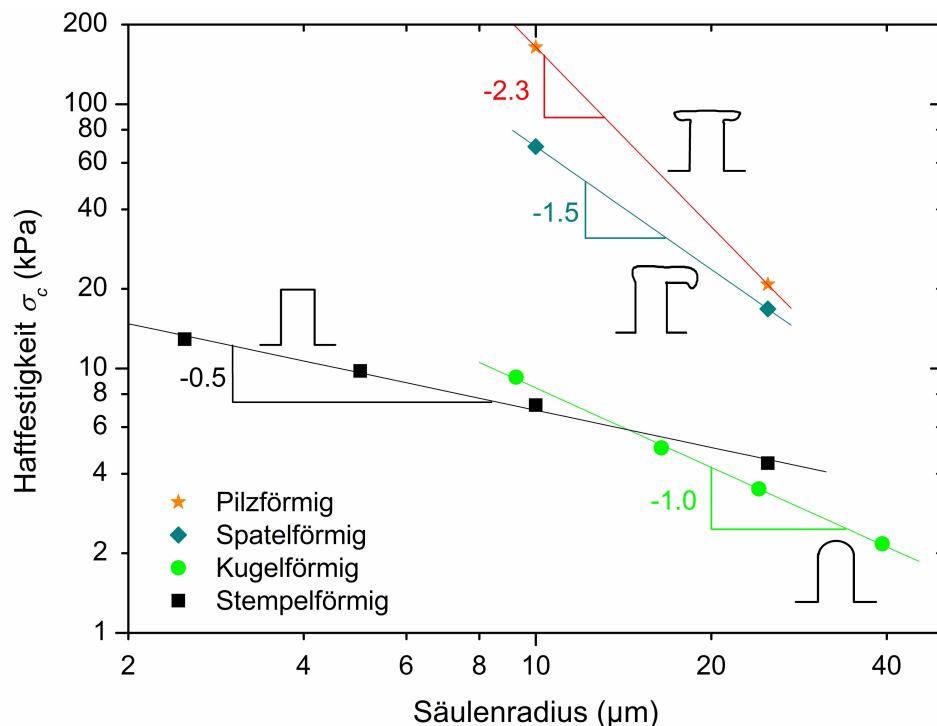 Haftfestigkeit σc (kPa)
200
100
80
60
40
20
10
8
6
4
2
1
-2.3
-1.5
-0.5
-1.0
Pilzförmig
Spatelförmig
Kugelförmig
Stempelförmig
2 4 6 8 10 20 40
Säulenradius (µm)